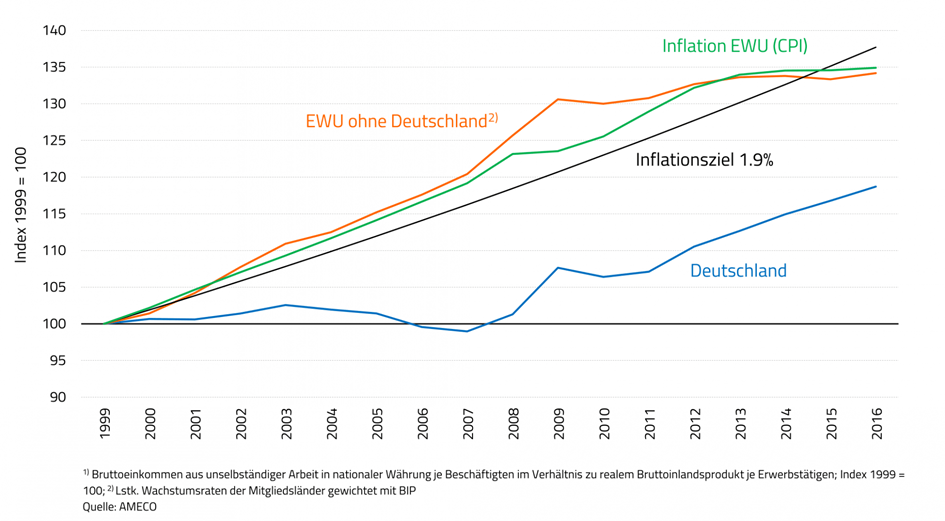 140
Inflation EWU (CPI)
135
130
EWU ohne Deutschland2)
125
Inflationsziel 1.9%
120
115
110
Deutschland
105
100
95
90
Index 1999 = 100
1999 2000 2001 2002 2003 2004 2005 2006 2007 2008 2009 2010 2011 2012 2013 2014 2015 2016
1) Bruttoeinkommen aus unselbständiger Arbeit in nationaler Währung je Beschäftigten im Verhältnis zu realem Bruttoinlandsprodukt je Erwerbstätigen; Index 1999 =
100; 2) Lstk. Wachstumsraten der Mitgliedsländer gewichtet mit BIP
Quelle: AMECO